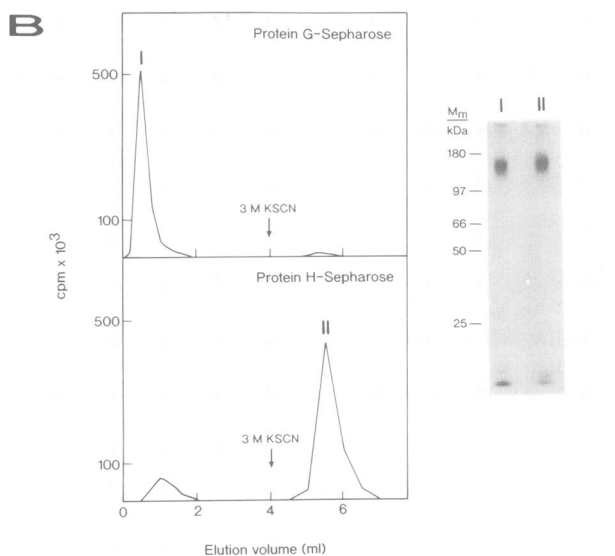 B
Protein G-Sepharose
I
500
3 M KSCN
100
cpm x 10³
Protein H-Sepharose
II
500
3 M KSCN
100
0 2 4 6
Elution volume (ml)
I II
Mm
kDa
180
97
66
50
25